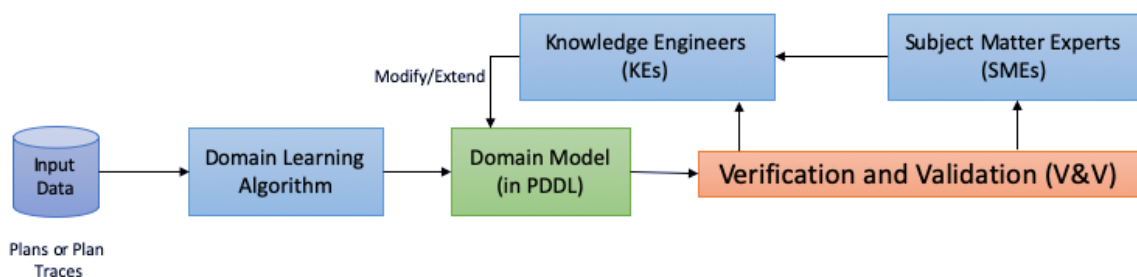 Knowledge Engineers
(KEs)
Subject Matter Experts
(SMEs)
Modify/Extend
Input
Data
Domain Learning
Algorithm
Domain Model
(in PDDL)
Verification and Validation (V&V)
Plans or Plan
Traces